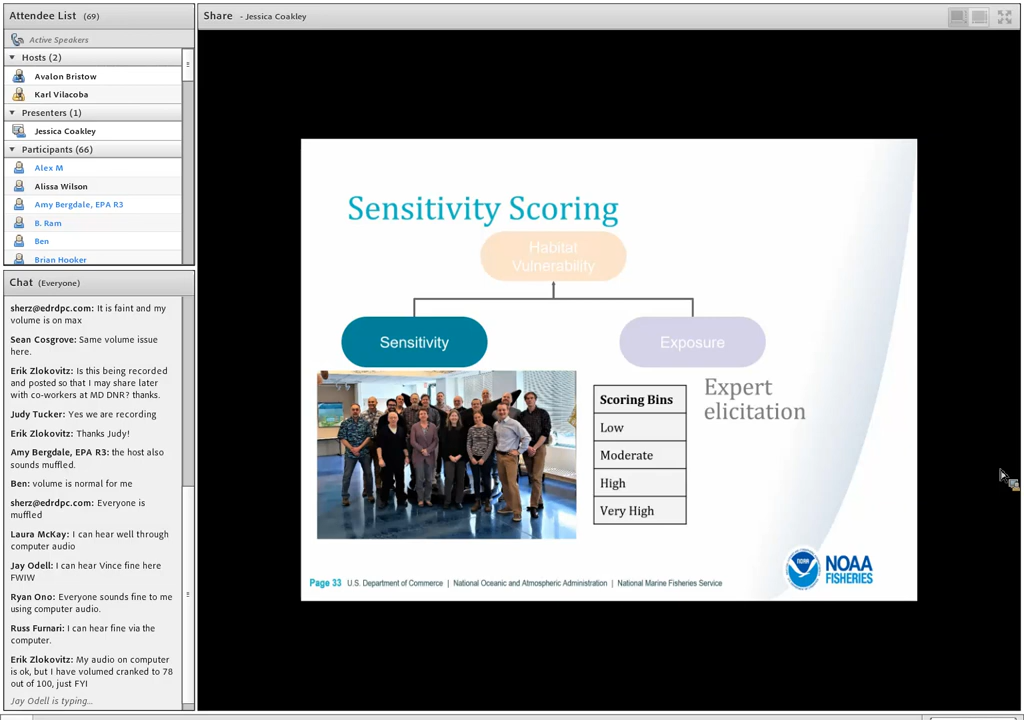 Attendee List (69)
Active Speakers
Hosts (2)
Avalon Bristow
Karl Vilacoba
Presenters (1)
Jessica Coakley
Participants (66)
Alex M
Alissa Wilson
Amy Bergdale, EPA R3
B. Ram
Ben
Brian Hooker
Chat (Everyone)
sherz@edrdpc.com: It is faint and my
volume is on max
Sean Cosgrove: Same volume issue
here.
Erik Zlokovitz: Is this being recorded
and posted so that I may share later
with co-workers at MD DNR? thanks.
Judy Tucker: Yes we are recording
Erik Zlokovitz: Thanks Judy!
Amy Bergdale, EPA R3: the host also
sounds muffled.
Ben: volume is normal for me
sherz@edrdpc.com: Everyone is
muffled
Laura McKay: I can hear well through
computer audio
Jay Odell: I can hear Vince fine here
FWIW
Ryan Ono: Everyone sounds fine to me
using computer audio.
Russ Furnari: I can hear fine via the
computer.
Erik Zlokovitz: My audio on computer
is ok, but I have volumed cranked to 78
out of 100, just FYI
Jay Odell is typing...
Share - Jessica Coakley
Sensitivity Scoring
Habitat
Vulnerability
Sensitivity
Exposure
Scoring Bins
Low
Moderate
High
Very High
Expert
elicitation
NOAA
NOAA
FISHERIES
Page 33 U.S. Department of Commerce | National Oceanic and Atmospheric Administration | National Marine Fisheries Service